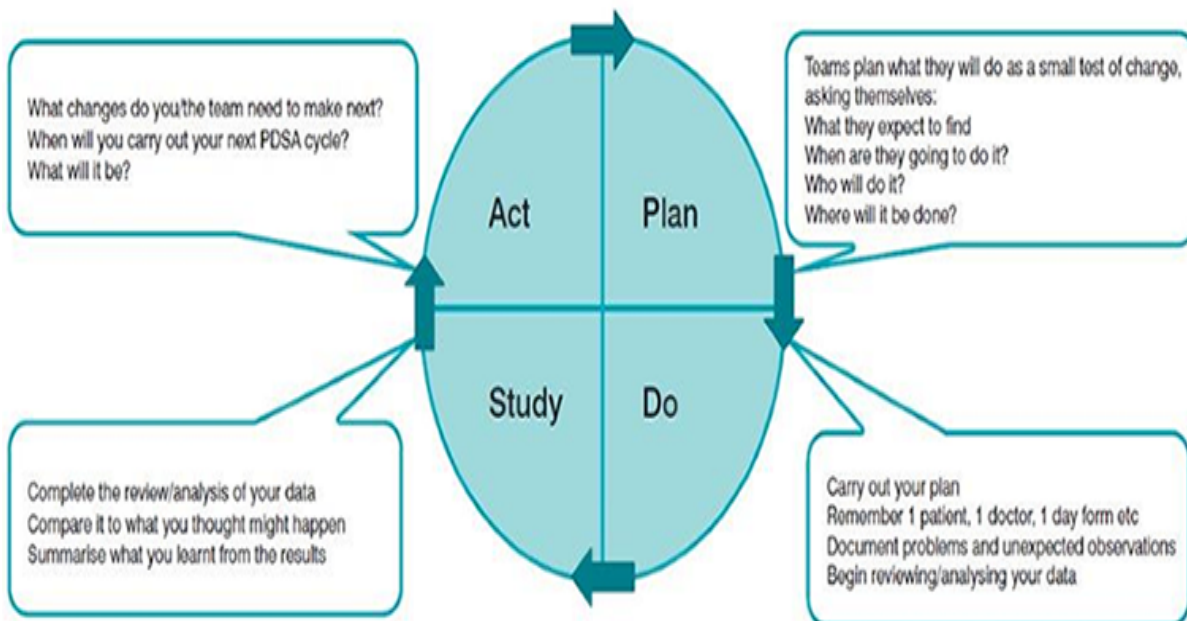 What changes do you/the team need to make next?
When will you carry out your next PDSA cycle?
What will it be?
Teams plan what they will do as a small test of change,
asking themselves:
What they expect to find
When are they going to do it?
Who will do it?
Where will it be done?
Act
Plan
Study
Do
Complete the review/analysis of your data
Compare it to what you thought might happen
Summarise what you learnt from the results
Carry out your plan
Remember 1 patient, 1 doctor, 1 day form etc
Document problems and unexpected observations
Begin reviewing/analysing your data